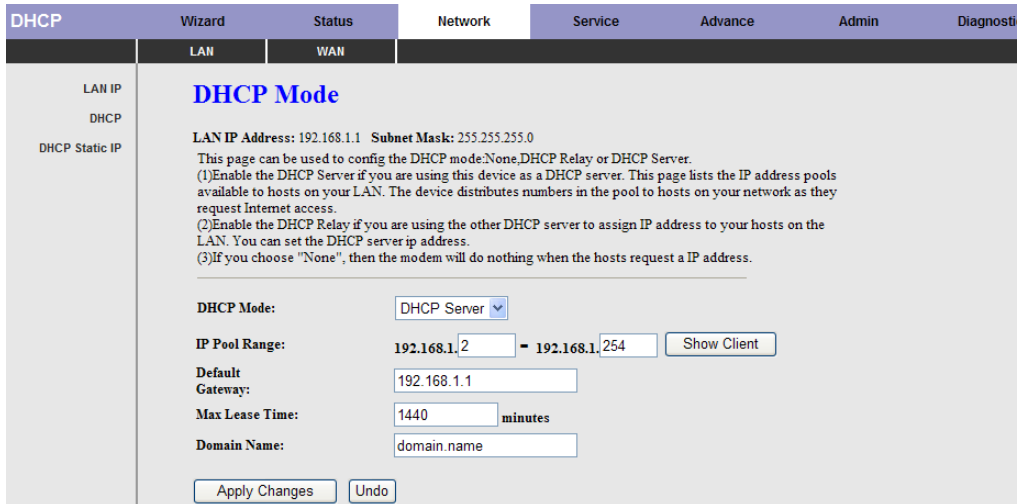 DHCP
Wizard Status Network Service Advance Admin Diagnosti
LAN WAN
LAN IP
DHCP
DHCP Static IP
DHCP Mode
LAN IP Address: 192.168.1.1 Subnet Mask: 255.255.255.0
This page can be used to config the DHCP mode:None,DHCP Relay or DHCP Server.
(1)Enable the DHCP Server if you are using this device as a DHCP server. This page lists the IP address pools
available to hosts on your LAN. The device distributes numbers in the pool to hosts on your network as they
request Internet access.
(2)Enable the DHCP Relay if you are using the other DHCP server to assign IP address to your hosts on the
LAN. You can set the DHCP server ip address.
(3)If you choose "None", then the modem will do nothing when the hosts request a IP address.
DHCP Mode: DHCP Server
IP Pool Range: 192.168.1.2 - 192.168.1.254 Show Client
Default
Gateway: 192.168.1.1
Max Lease Time: 1440 minutes
Domain Name: domain.name
Apply Changes Undo